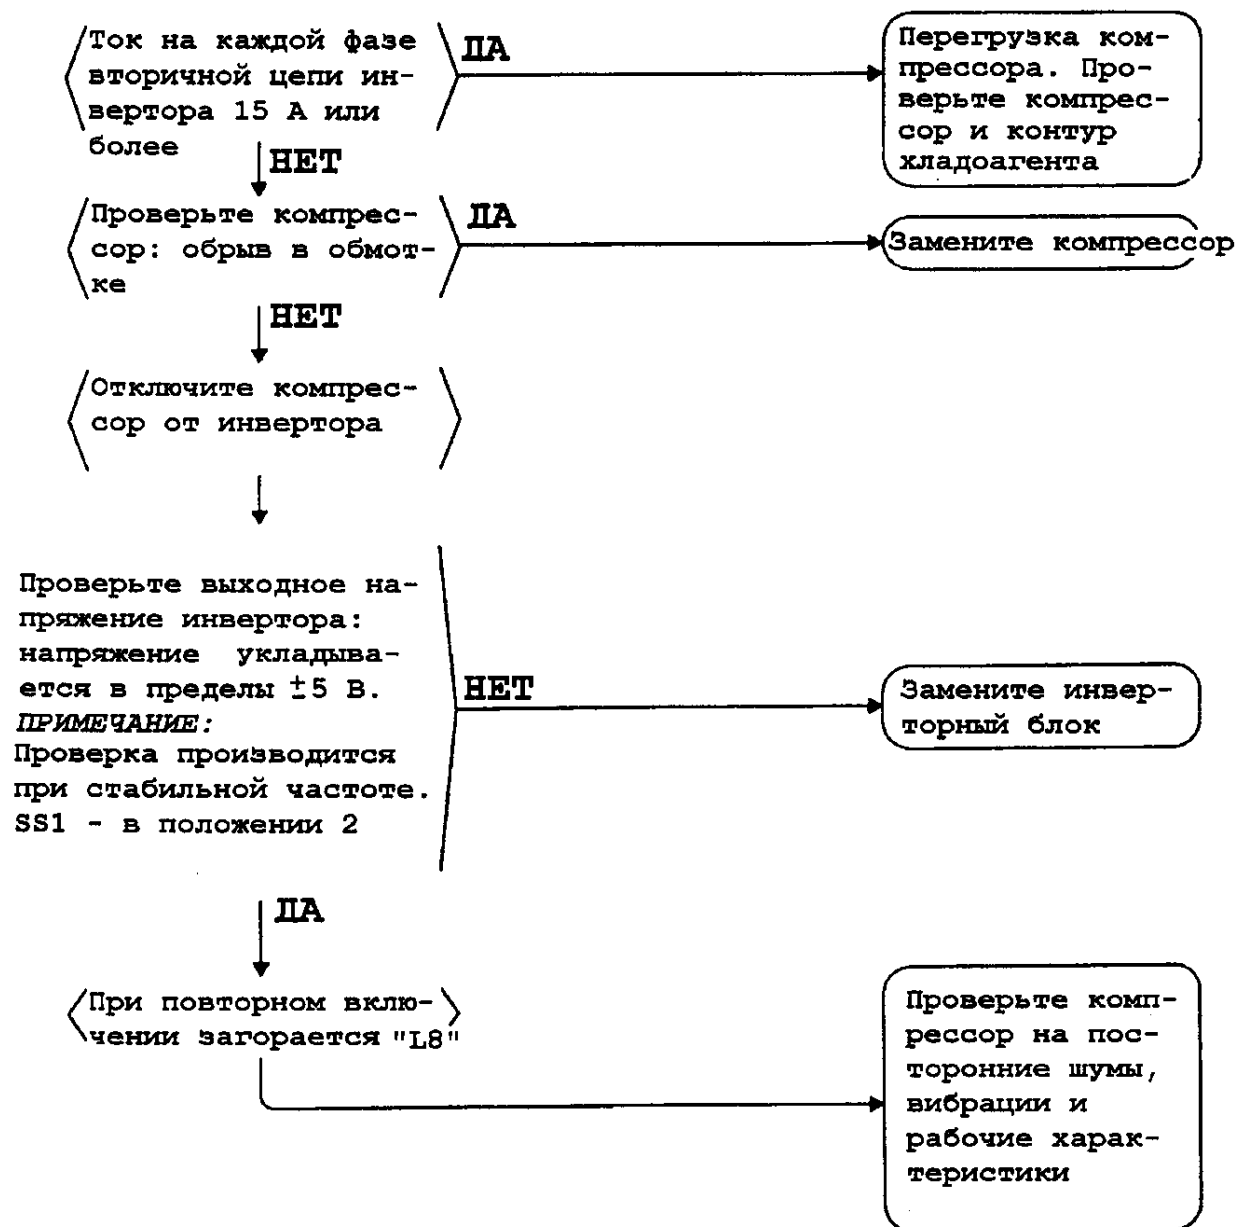 Ток на каждой фазе
вторичной цепи ин-
вертора 15 А или
более
ДА
Перегрузка ком-
прессора. Про-
верьте компрес-
сор и контур
хладоагента
НЕТ
Проверьте компрес-
сор: обрыв в обмот-
ке
ДА
Замените компрессор
НЕТ
Отключите компрес-
сор от инвертора
Проверьте выходное на-
пряжение инвертора:
напряжение укладыва-
ется в пределы ±5 В.
ПРИМЕЧАНИЕ:
Проверка производится
при стабильной частоте.
SS1 - в положении 2
НЕТ
Замените инвер-
торный блок
ДА
При повторном вклю-
чении загорается "L8"
Проверьте комп-
рессор на пос-
торонние шумы,
вибрации и
рабочие харак-
теристики